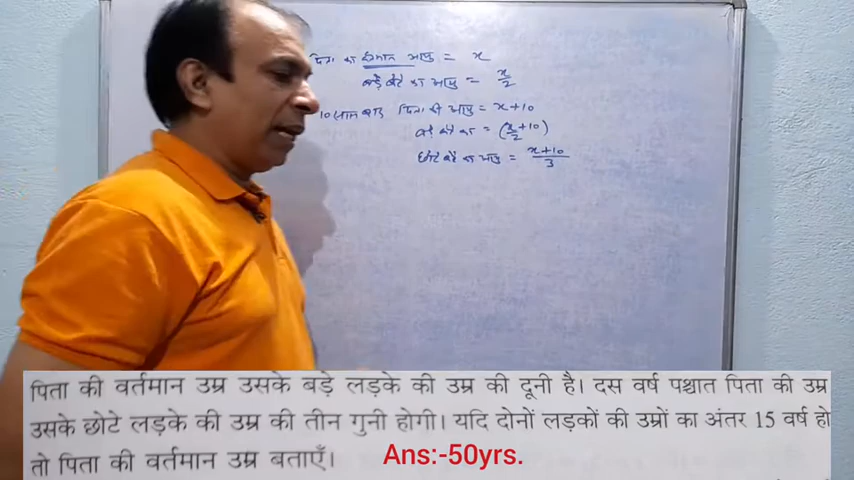 पिता का वर्तमान आयु = x
बड़े बेटे का आयु = x/2
10 साल बाद पिता की आयु = x+10
बड़े बेटे का = (x/2+10)
छोटे बेटे का आयु = x+10/3
पिता की वर्तमान उम्र उसके बड़े लड़के की उम्र की दूनी है। दस वर्ष पश्चात पिता की उम्र
उसके छोटे लड़के की उम्र की तीन गुनी होगी। यदि दोनों लड़कों की उम्रों का अंतर 15 वर्ष हो
तो पिता की वर्तमान उम्र बताएँ।
Ans:-50yrs.